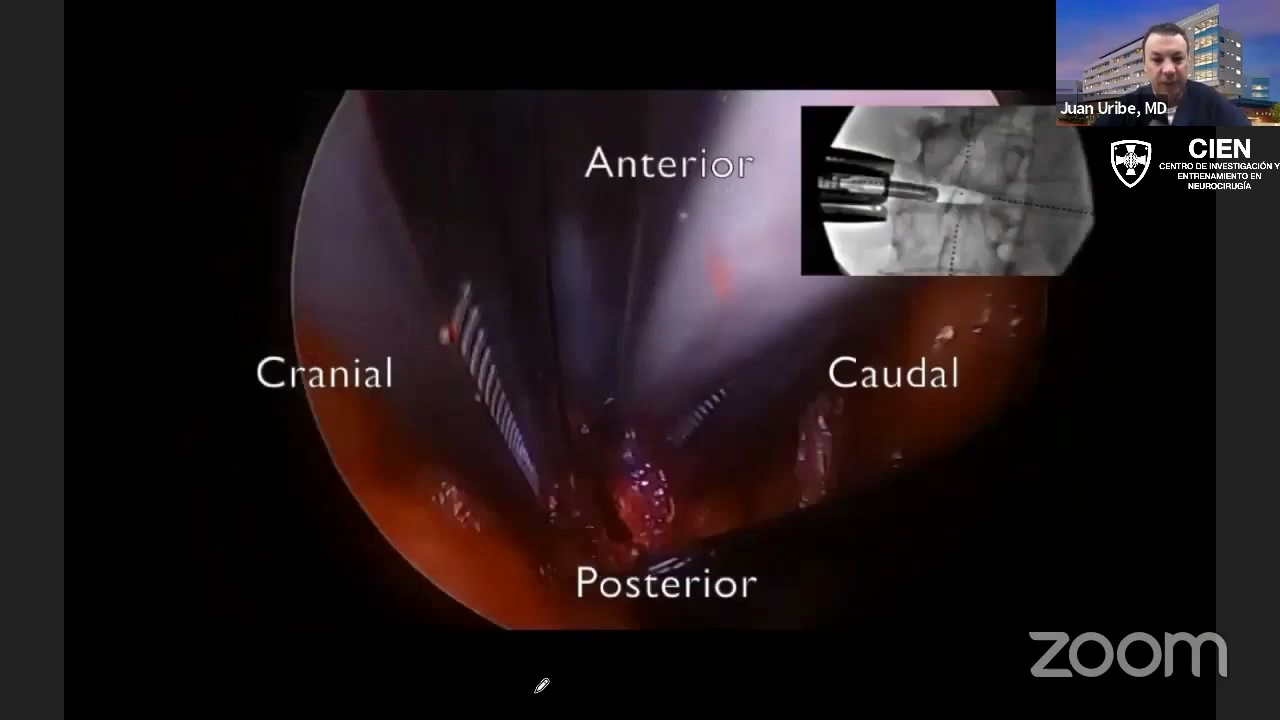 Anterior
Juan Uribe, MD
CIEN
CENTRO DE INVESTIGACIÓN Y
ENTRENAMIENTO EN
NEUROCIRUGÍA
Cranial
Caudal
Posterior
zoom